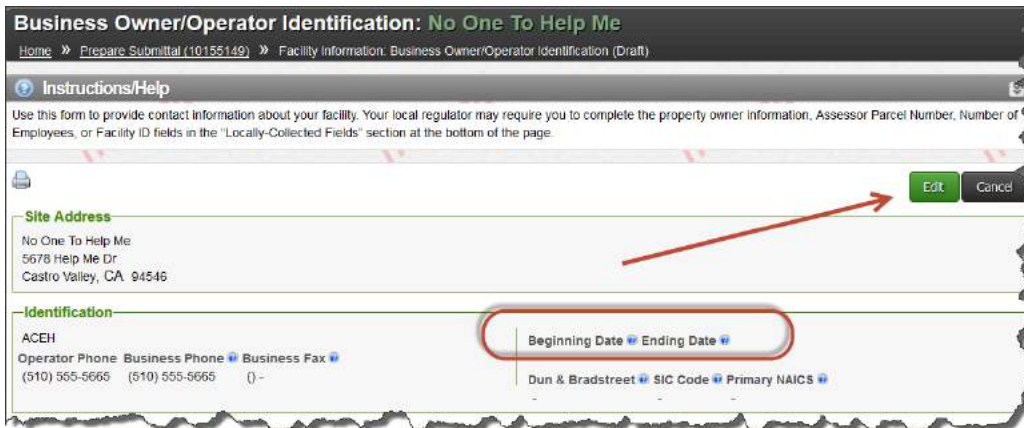 Business Owner/Operator Identification: No One To Help Me
Home » Prepare Submittal (10155149) » Facility Information: Business Owner/Operator Identification (Draft)
Instructions/Help
Use this form to provide contact information about your facility. Your local regulator may require you to complete the property owner information, Assessor Parcel Number, Number of
Employees, or Facility ID fields in the "Locally-Collected Fields" section at the bottom of the page.
Edit Cancel
Site Address
No One To Help Me
5678 Help Me Dr
Castro Valley, CA 94546
Identification
ACEH
Beginning Date Ending Date
Operator Phone Business Phone Business Fax
(510) 555-5665 (510) 555-5665 () -
Dun & Bradstreet SIC Code Primary NAICS
- - -